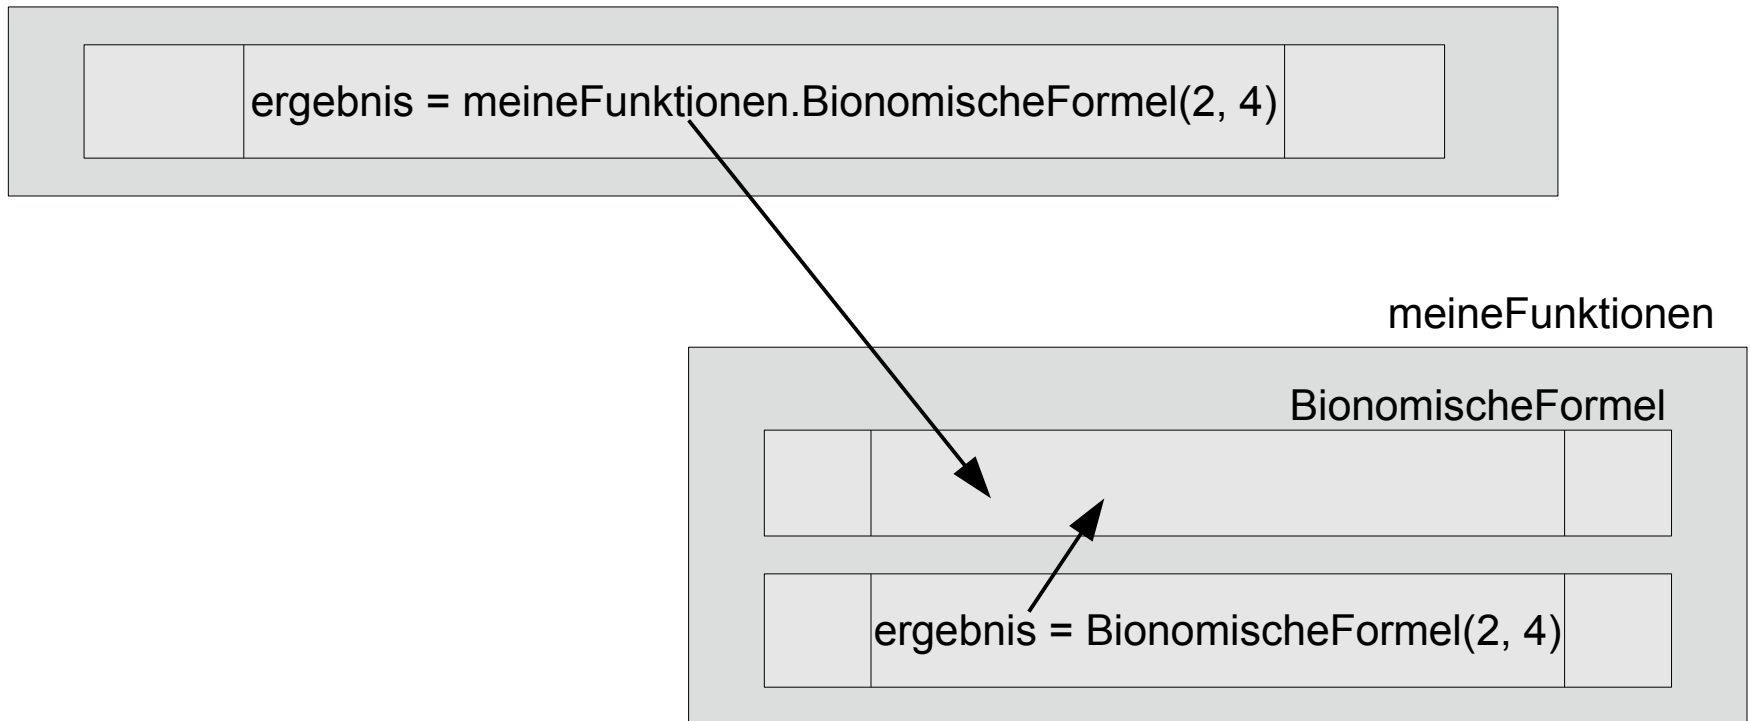 ergebnis = meineFunktionen.BionomischeFormel(2, 4)
meineFunktionen
BionomischeFormel
ergebnis = BionomischeFormel(2, 4)